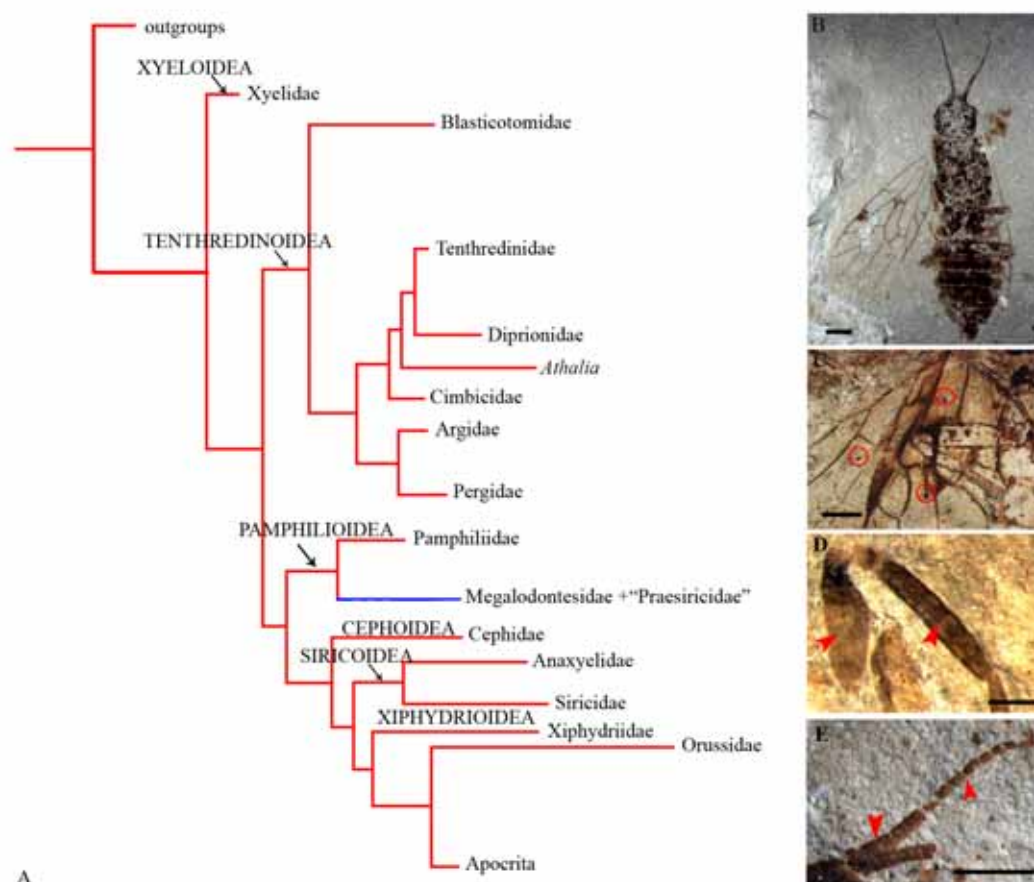 outgroups
XYELOIDEA
Xyelidae
Blasticotomidae
TENTHREDINOIDEA
Tenthredinidae
Diprionidae
Athalia
Cimbicidae
Argidae
Pergidae
PAMPHILIOIDEA
Pamphiliidae
Megalodontesidae +“Praesiricidae”
CEPHOIDEA
Cephidae
SIRICOIDEA
Anaxyelidae
Siricidae
XIPHYDRIOIDEA
Xiphydriidae
Orussidae
Apocrita
A
B
C
D
E